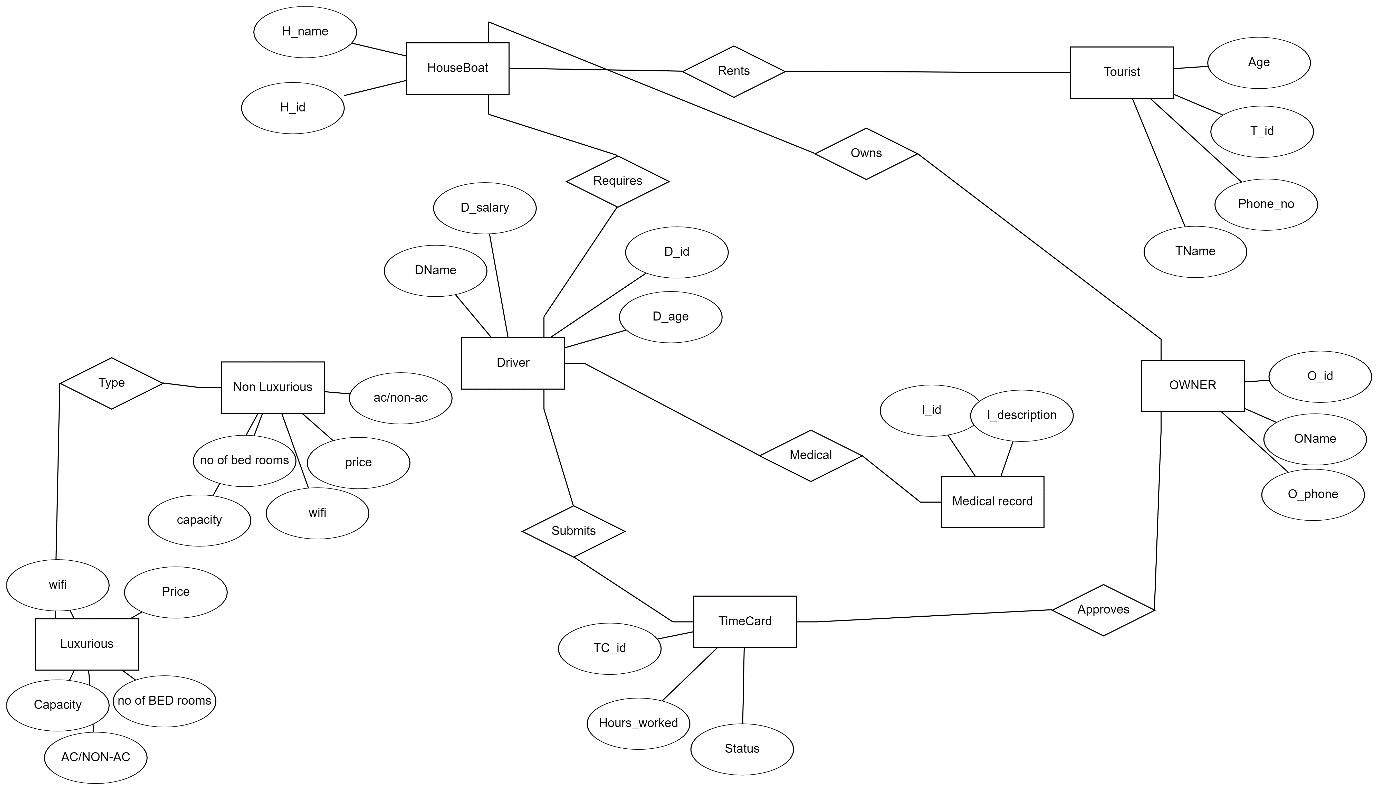 H_name
HouseBoat
H_id
Rents
Tourist
Age
T_id
Phone_no
TName
Owns
Requires
D_salary
DName
D_id
D_age
Driver
Type
Non Luxurious
ac/non-ac
no of bed rooms
price
capacity
wifi
Medical
I_id
I_description
Medical record
OWNER
O_id
OName
O_phone
Submits
wifi
Price
Luxurious
Capacity
no of BED rooms
AC/NON-AC
TimeCard
Approves
TC_id
Hours_worked
Status